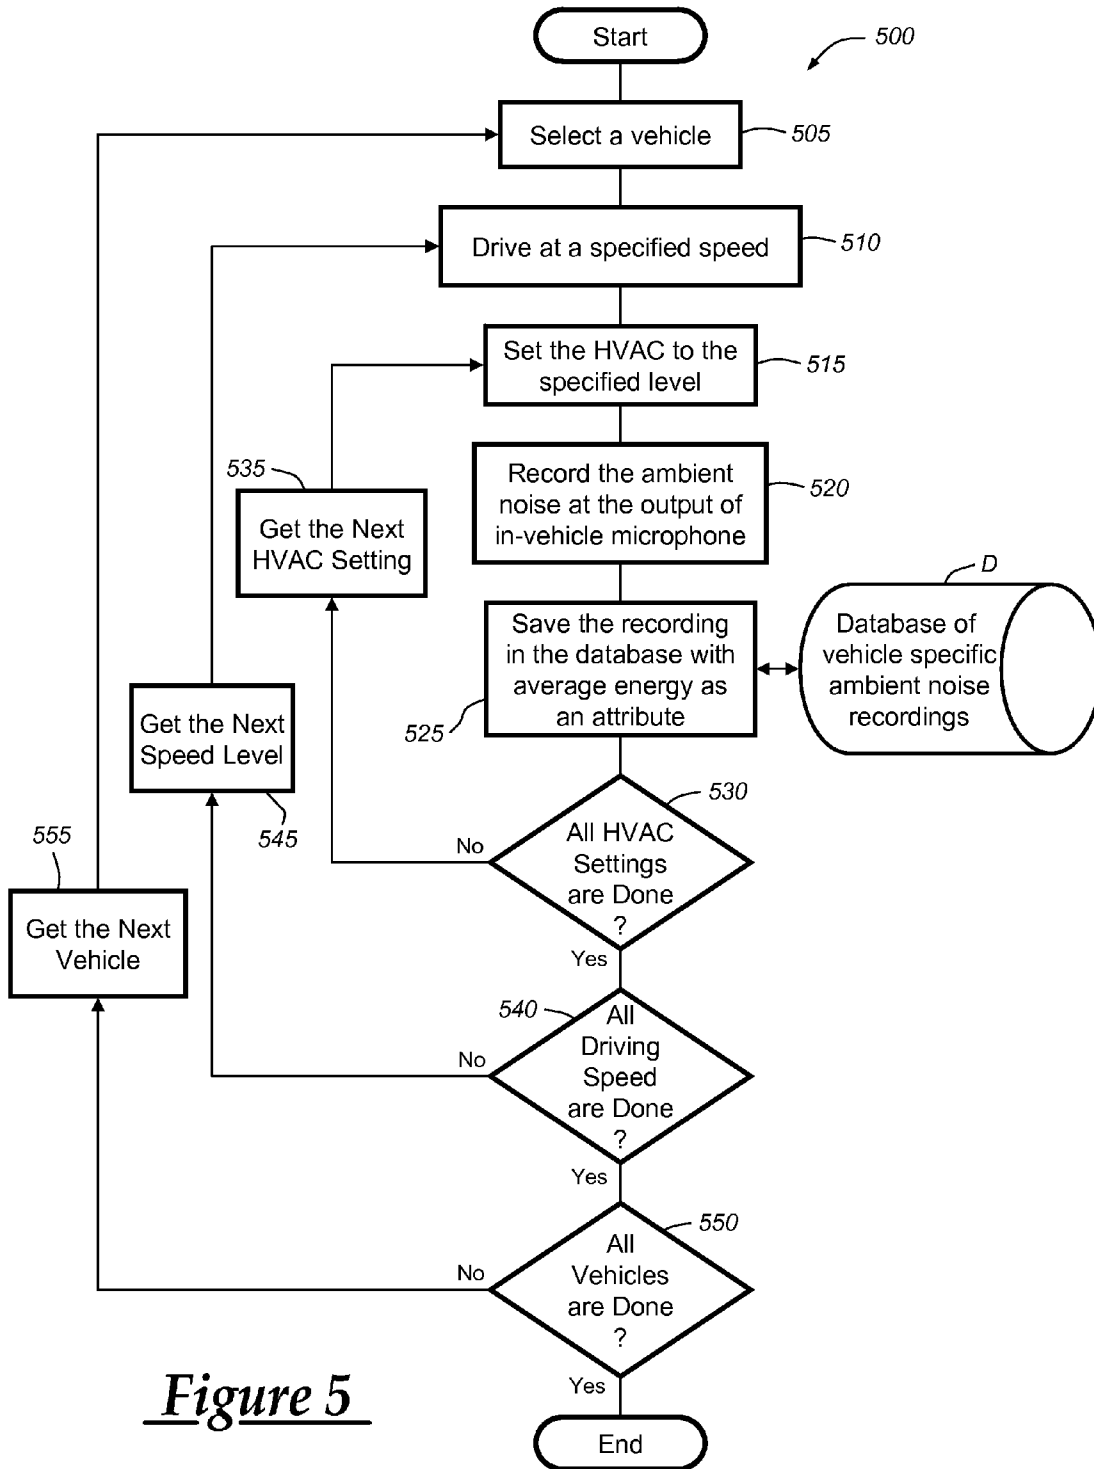 Start
500
Select a vehicle
505
Drive at a specified speed
510
Set the HVAC to the
specified level
515
Record the ambient
noise at the output of
in-vehicle microphone
520
535
Get the Next
HVAC Setting
Save the recording
in the database with
average energy as
an attribute
525
D
Database of
vehicle specific
ambient noise
recordings
Get the Next
Speed Level
545
530
All HVAC
Settings
are Done
?
No
Yes
555
Get the Next
Vehicle
540
All
Driving
Speed
are Done
?
No
Yes
550
All
Vehicles
are Done
?
No
Yes
End
Figure 5